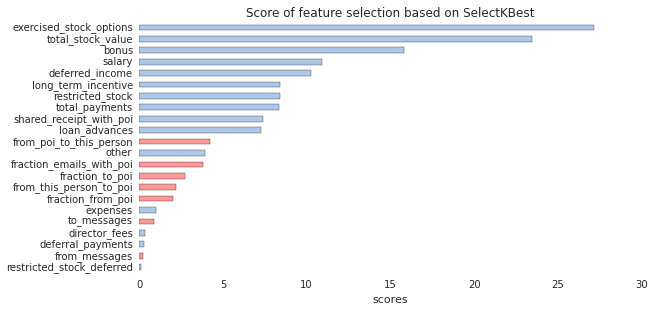 Score of feature selection based on SelectKBest
exercised_stock_options
total_stock_value
bonus
salary
deferred_income
long_term_incentive
restricted_stock
total_payments
shared_receipt_with_poi
loan_advances
from_poi_to_this_person
other
fraction_emails_with_poi
fraction_to_poi
from_this_person_to_poi
fraction_from_poi
expenses
to_messages
director_fees
deferral_payments
from_messages
restricted_stock_deferred
0 5 10 15 20 25 30
scores